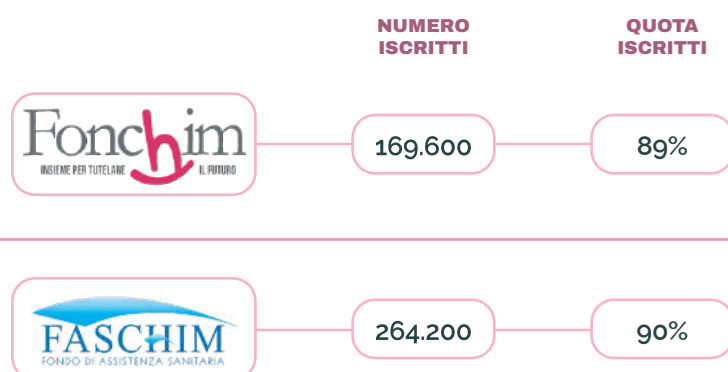 NUMERO
ISCRITTI
QUOTA
ISCRITTI
Fonchim
INSIEME PER TUTELARE IL FUTURO
169.600
89%
FASCHIM
FONDO DI ASSISTENZA SANITARIA
264.200
90%